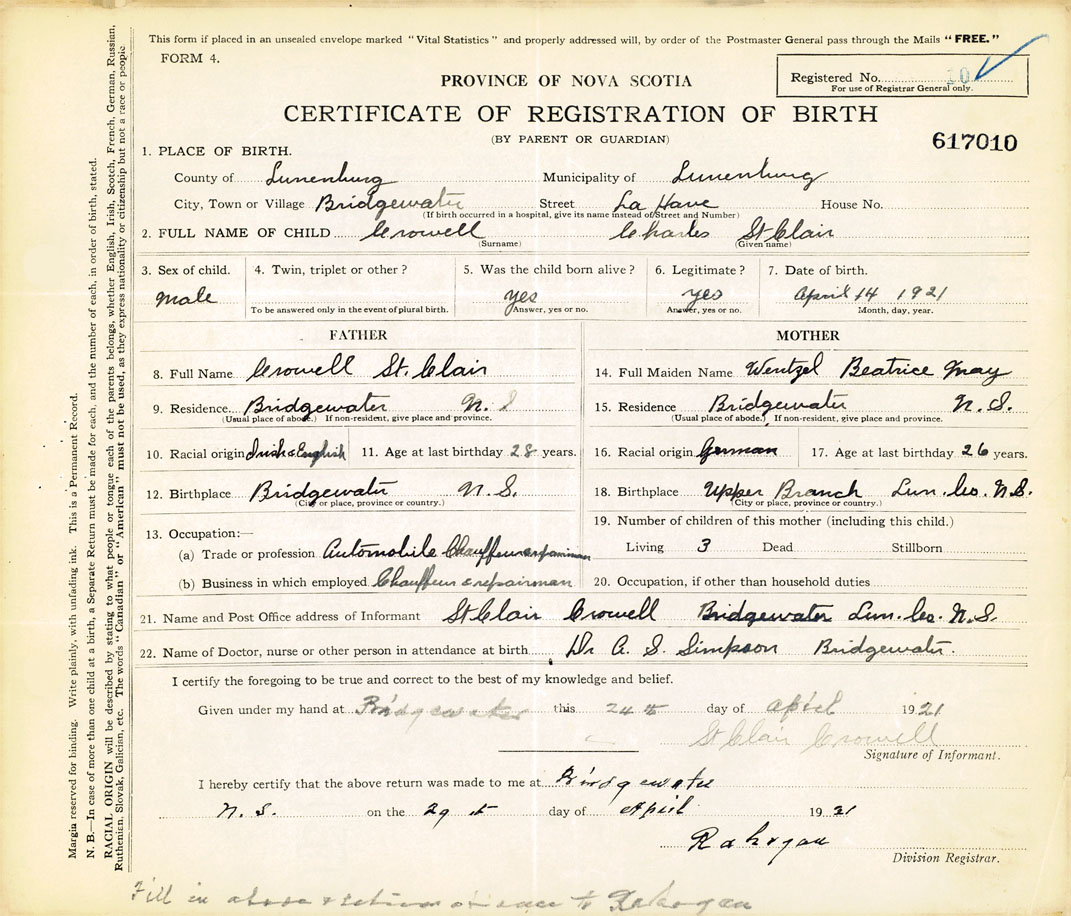 This form if placed in an unsealed envelope marked "Vital Statistics" and properly addressed will, by order of the Postmaster General pass through the Mails "FREE."
FORM 4.
PROVINCE OF NOVA SCOTIA
Registered No. 10
For use of Registrar General only.
CERTIFICATE OF REGISTRATION OF BIRTH
(BY PARENT OR GUARDIAN)
617010
1. PLACE OF BIRTH.
County of Lunenburg Municipality of Lunenburg
City, Town or Village Bridgewater Street La Have House No.
(If birth occurred in a hospital, give its name instead of Street and Number)
2. FULL NAME OF CHILD Crowell Charles St Clair
(Surname) (Given name)
3. Sex of child. 4. Twin, triplet or other? 5. Was the child born alive? 6. Legitimate? 7. Date of birth.
Male yes yes April 14 1921
To be answered only in the event of plural birth. Answer, yes or no. Answer, yes or no. Month, day, year.
FATHER MOTHER
8. Full Name Crowell St. Clair 14. Full Maiden Name Wentzel Beatrice May
9. Residence Bridgewater N.S 15. Residence Bridgewater N.S.
(Usual place of abode.) If non-resident, give place and province. (Usual place of abode.) If non-resident, give place and province.
10. Racial origin Irish & English 11. Age at last birthday 28 years. 16. Racial origin German 17. Age at last birthday 26 years.
12. Birthplace Bridgewater N.S. 18. Birthplace Upper Branch Lun. Co. N.S.
(City or place, province or country.) (City or place, province or country.)
13. Occupation:— 19. Number of children of this mother (including this child.)
(a) Trade or profession Automobile Chauffeur Living 3 Dead Stillborn
(b) Business in which employed Chauffeur & repairman 20. Occupation, if other than household duties
21. Name and Post Office address of Informant St Clair Crowell Bridgewater Lun. Co. N.S.
22. Name of Doctor, nurse or other person in attendance at birth Dr A. S. Simpson Bridgewater.
I certify the foregoing to be true and correct to the best of my knowledge and belief.
Given under my hand at Bridgewater this 24th day of April 1921
St Clair Crowell
Signature of Informant.
I hereby certify that the above return was made to me at Bridgewater
N.S. on the 29 day of April 1921
Division Registrar.
Fill in above & return to
Margin reserved for binding. Write plainly, with unfading ink. This is a Permanent Record.
N. B.—In case of more than one child at a birth, a Separate Return must be made for each, and the number of each, in order of birth, stated.
RACIAL ORIGIN will be described by stating to what people or tongue each of the parents belongs, whether English, Irish, Scotch, French, German, Russian,
Ruthenian, Slovak, Galician, etc. The words "Canadian" or "American" must not be used, as they express nationality or citizenship but not a race or people